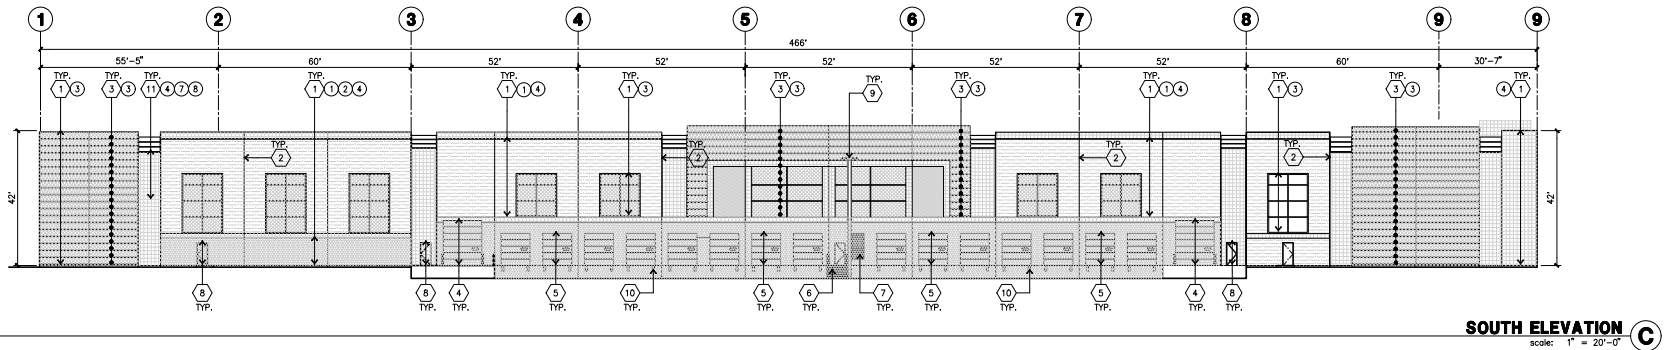 1 2 3 4 5 6 7 8 9 9
466'
55'-5" 60' 52' 52' 52' 52' 52' 60' 30'-7"
TYP. TYP. TYP. TYP. TYP. TYP. TYP. TYP. TYP. TYP. TYP. TYP. TYP.
1 3 3 3 11 4 7 8 1 1 2 4 1 1 4 1 3 3 3 9 3 3 1 1 4 1 3 3 3 4 1
TYP. TYP. TYP. TYP.
2 2 2 2
42' 42'
8 8 4 5 10 5 6 7 5 10 5 4 8
TYP. TYP. TYP. TYP. TYP. TYP. TYP. TYP. TYP. TYP. TYP. TYP. TYP.
SOUTH ELEVATION C
scale: 1" = 20'-0"